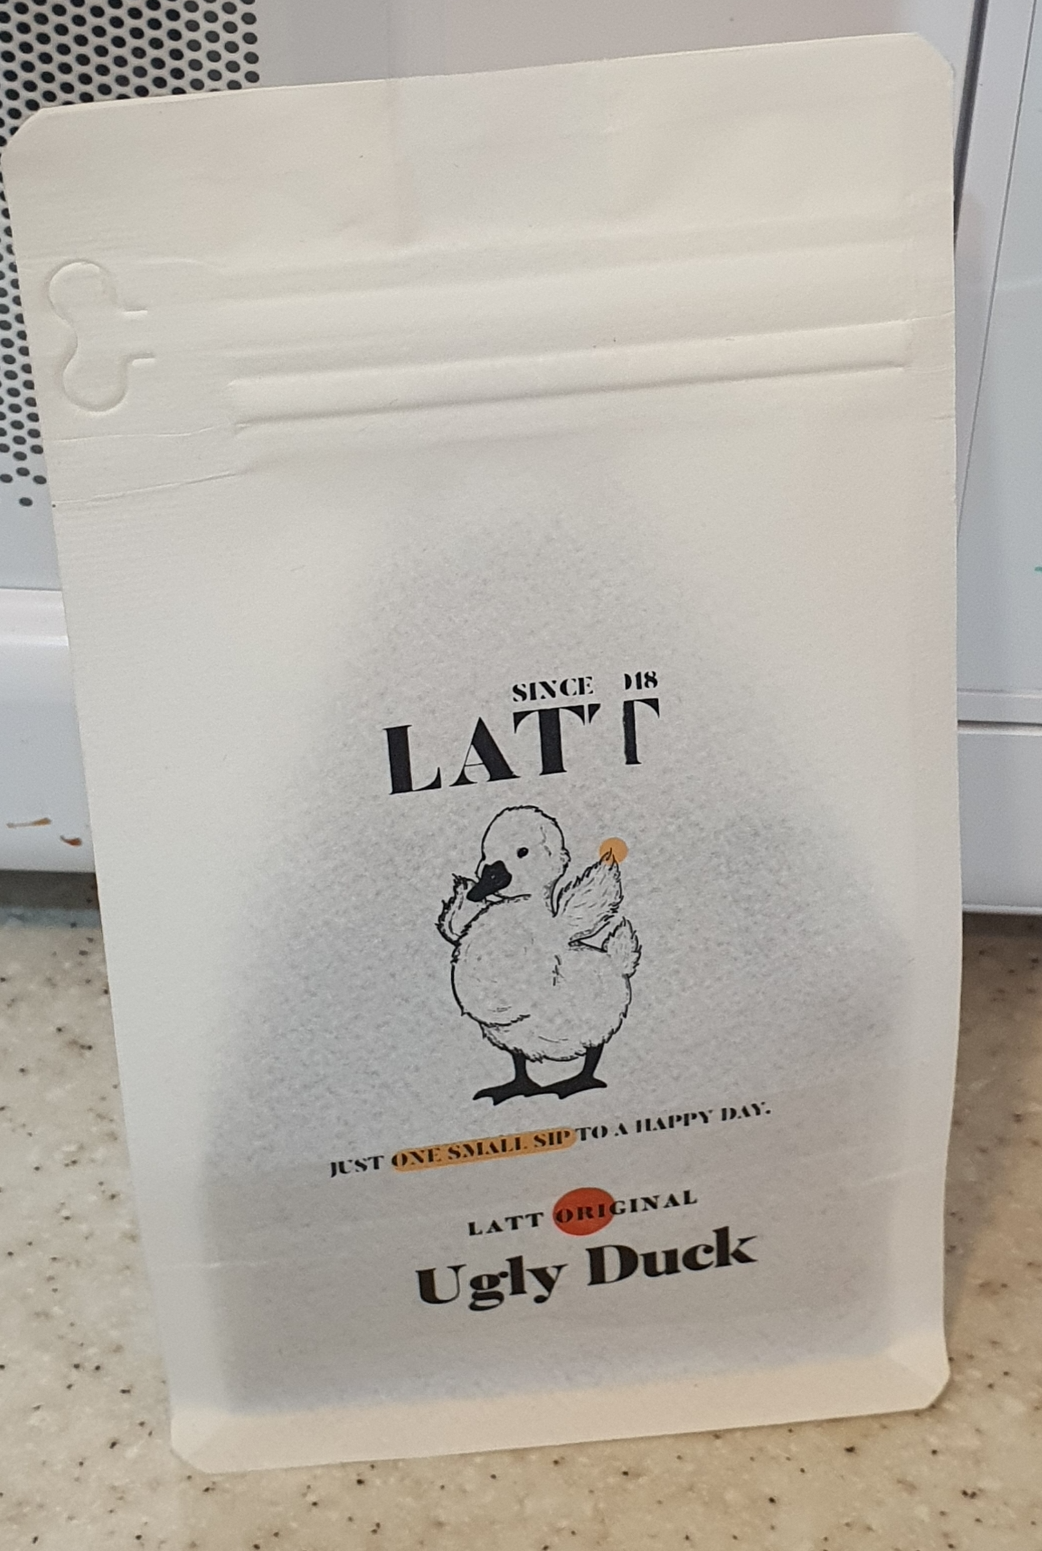 SINCE 18
LATT
JUST ONE SMALL SIP TO A HAPPY DAY.
LATT ORIGINAL
Ugly Duck